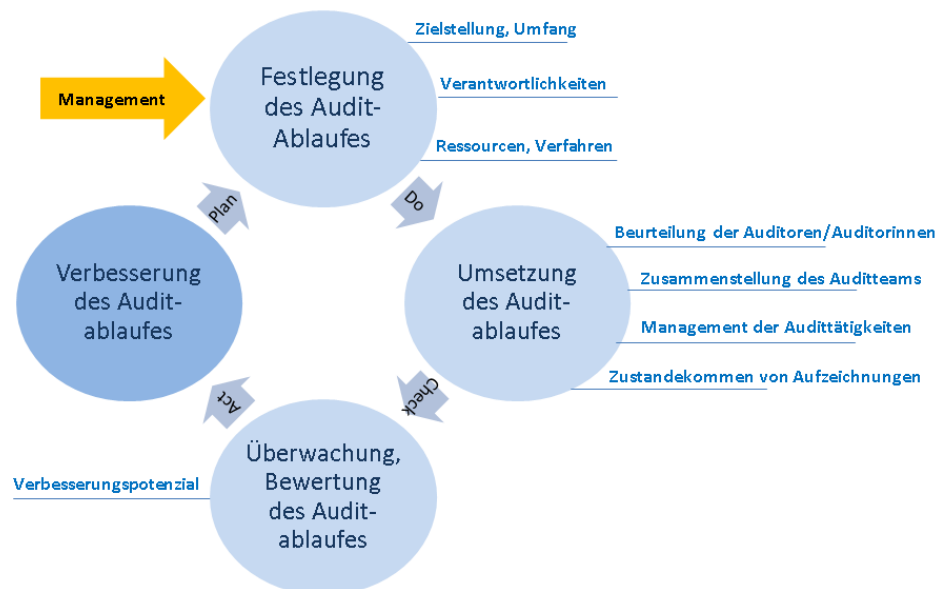 Zielstellung, Umfang
Festlegung
des Audit-
Ablaufes
Management
Verantwortlichkeiten
Ressourcen, Verfahren
Plan
Do
Beurteilung der Auditoren/Auditorinnen
Verbesserung
des Audit-
ablaufes
Umsetzung
des Audit-
ablaufes
Zusammenstellung des Auditteams
Management der Audittätigkeiten
Zustandekommen von Aufzeichnungen
Act
Check
Überwachung,
Bewertung
des Audit-
ablaufes
Verbesserungspotenzial